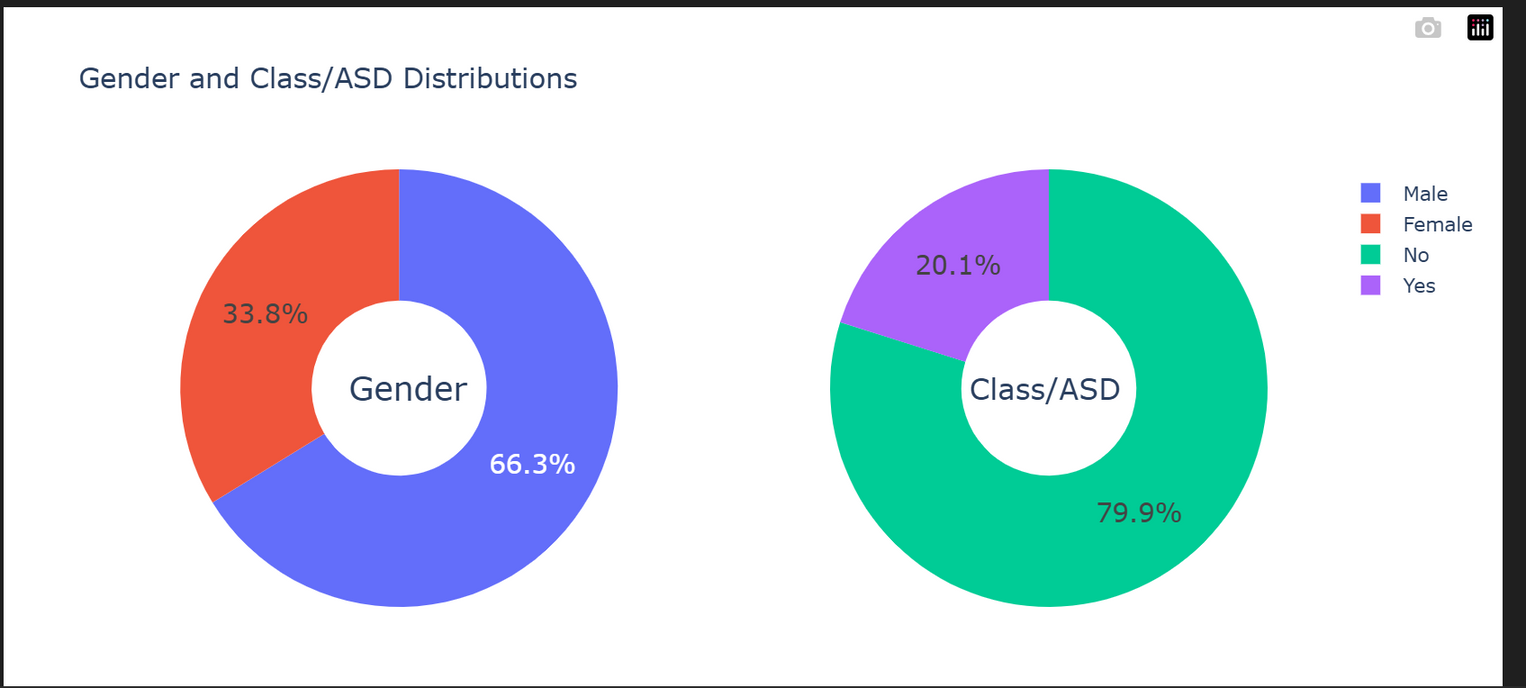 Gender and Class/ASD Distributions
33.8%
Gender
66.3%
20.1%
Class/ASD
79.9%
Male
Female
No
Yes